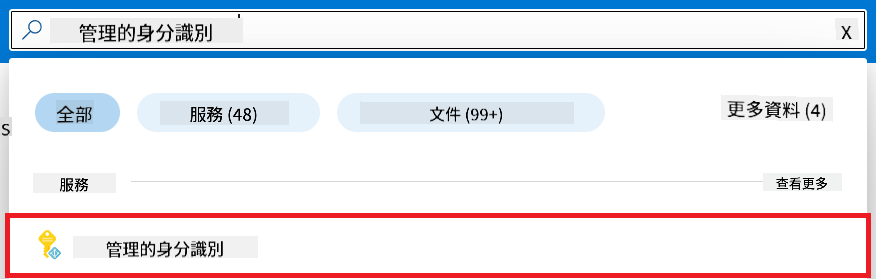 管理的身分識別 X
全部 服務 (48) 文件 (99+) 更多資料 (4)
s
服務 查看更多
管理的身分識別